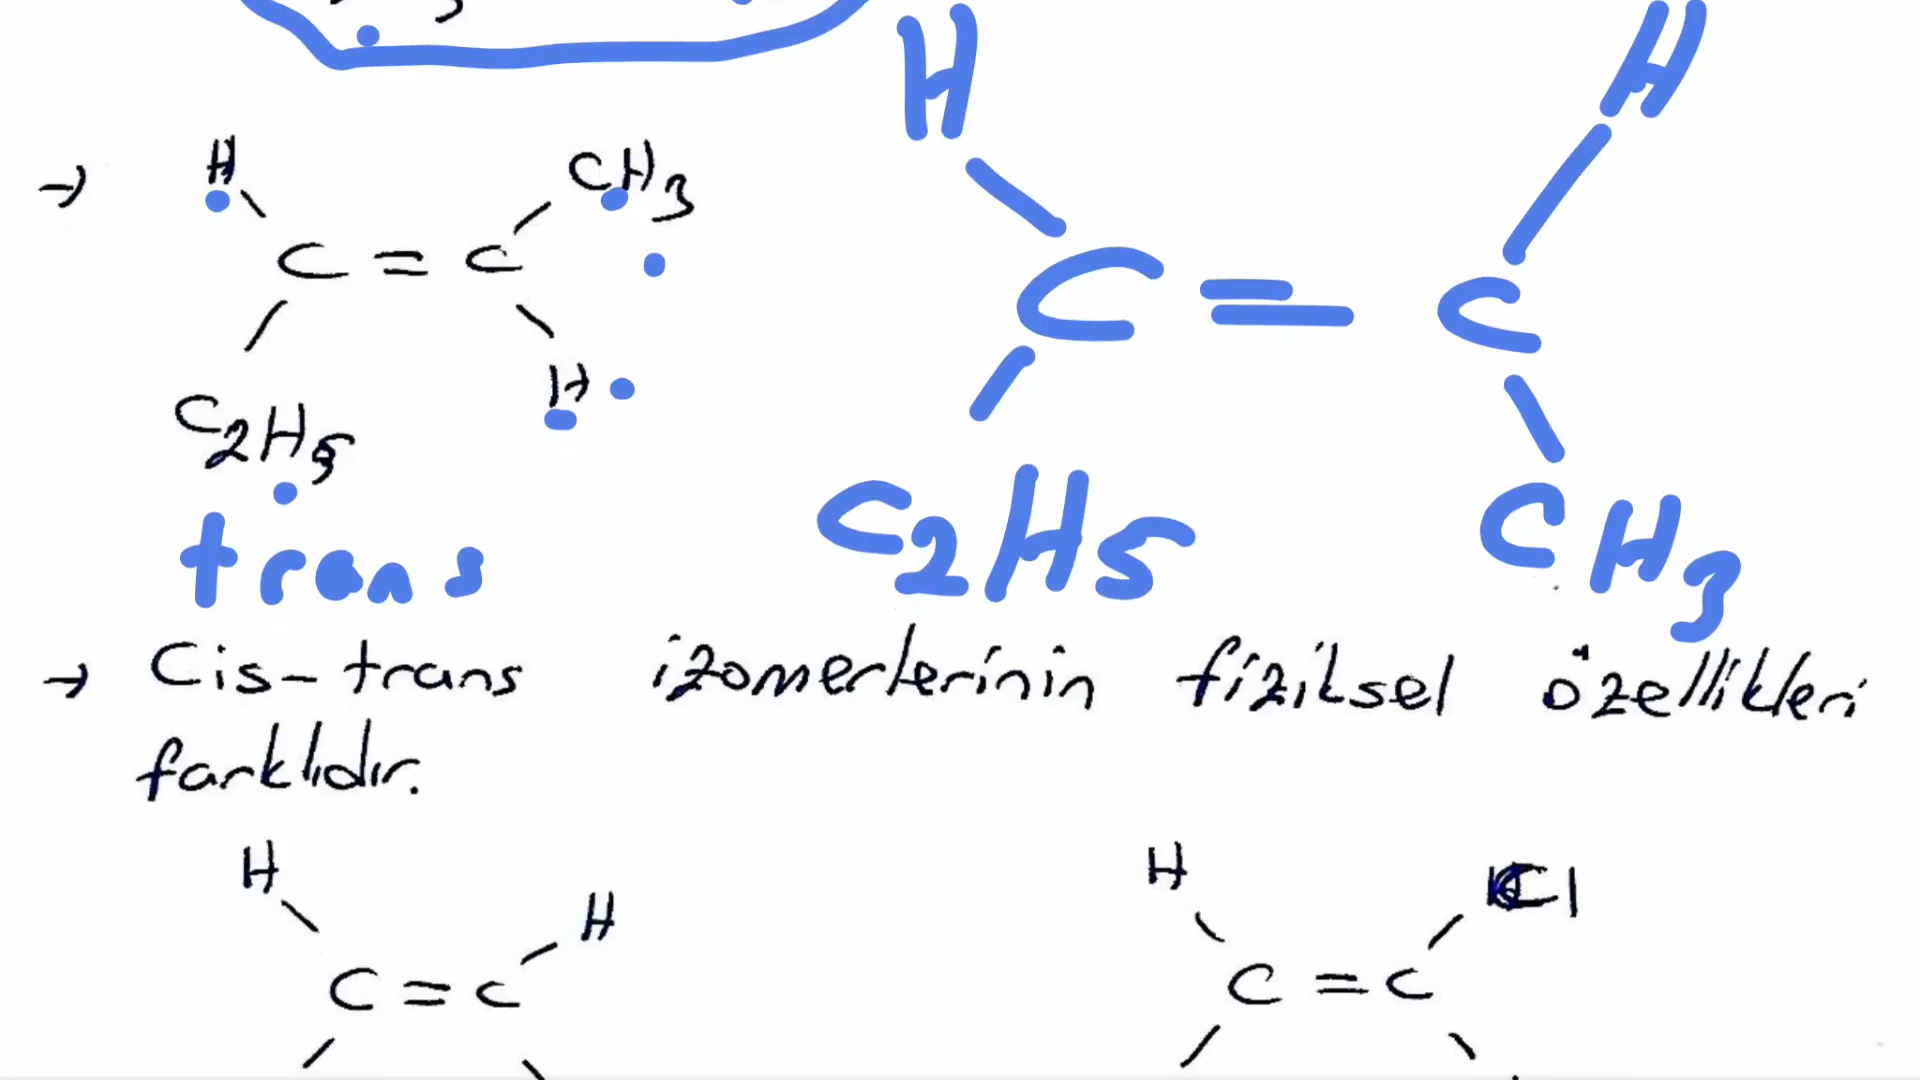 H CH3
C = C
C2H5 H
trans
H H
C = C
C2H5 CH3
→ Cis-trans izomerlerinin fiziksel özellikleri
farklıdır.
H H
C = C
H Cl
C = C